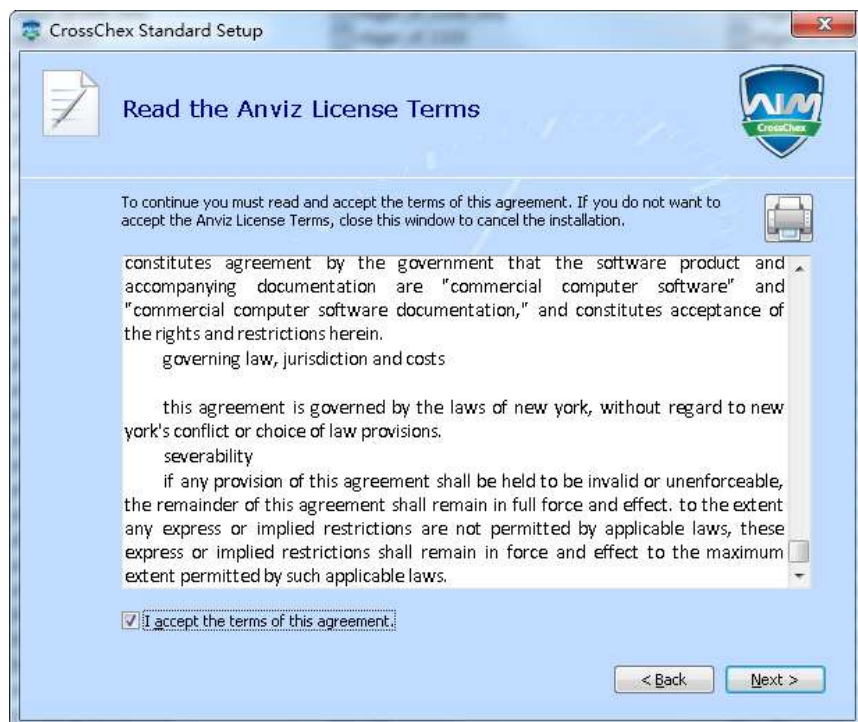 CrossChex Standard Setup
Read the Anviz License Terms
AIM
CrossChex
To continue you must read and accept the terms of this agreement. If you do not want to
accept the Anviz License Terms, close this window to cancel the installation.
constitutes agreement by the government that the software product and
accompanying documentation are "commercial computer software" and
"commercial computer software documentation," and constitutes acceptance of
the rights and restrictions herein.
governing law, jurisdiction and costs
this agreement is governed by the laws of new york, without regard to new
york's conflict or choice of law provisions.
severability
if any provision of this agreement shall be held to be invalid or unenforceable,
the remainder of this agreement shall remain in full force and effect. to the extent
any express or implied restrictions are not permitted by applicable laws, these
express or implied restrictions shall remain in force and effect to the maximum
extent permitted by such applicable laws.
I accept the terms of this agreement.
< Back Next >